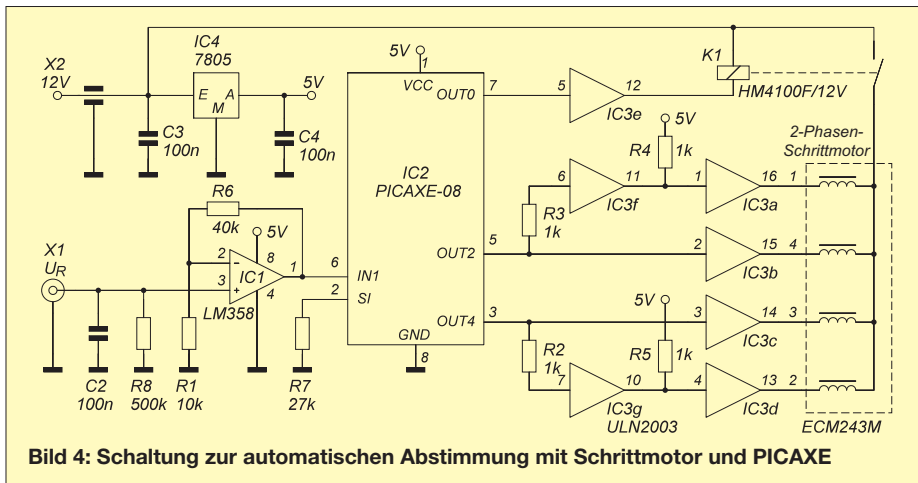 X2
12V
IC4
7805
E
A
M
5V
C3
100n
C4
100n
5V
1
VCC
OUT0
7
IC2
PICAXE-08
OUT2
5
OUT4
3
GND
8
6
IN1
2
SI
R6
40k
5V
X1
UR
2
3
8
4
1
IC1
LM358
C2
100n
R8
500k
R1
10k
R7
27k
5
12
IC3e
K1
HM4100F/12V
5V
R4
1k
6
11
IC3f
R3
1k
1
16
IC3a
1
2
15
IC3b
4
5V
3
14
IC3c
3
R2
1k
R5
1k
7
10
IC3g
ULN2003
4
13
IC3d
2
2-Phasen-
Schrittmotor
ECM243M
Bild 4: Schaltung zur automatischen Abstimmung mit Schrittmotor und PICAXE